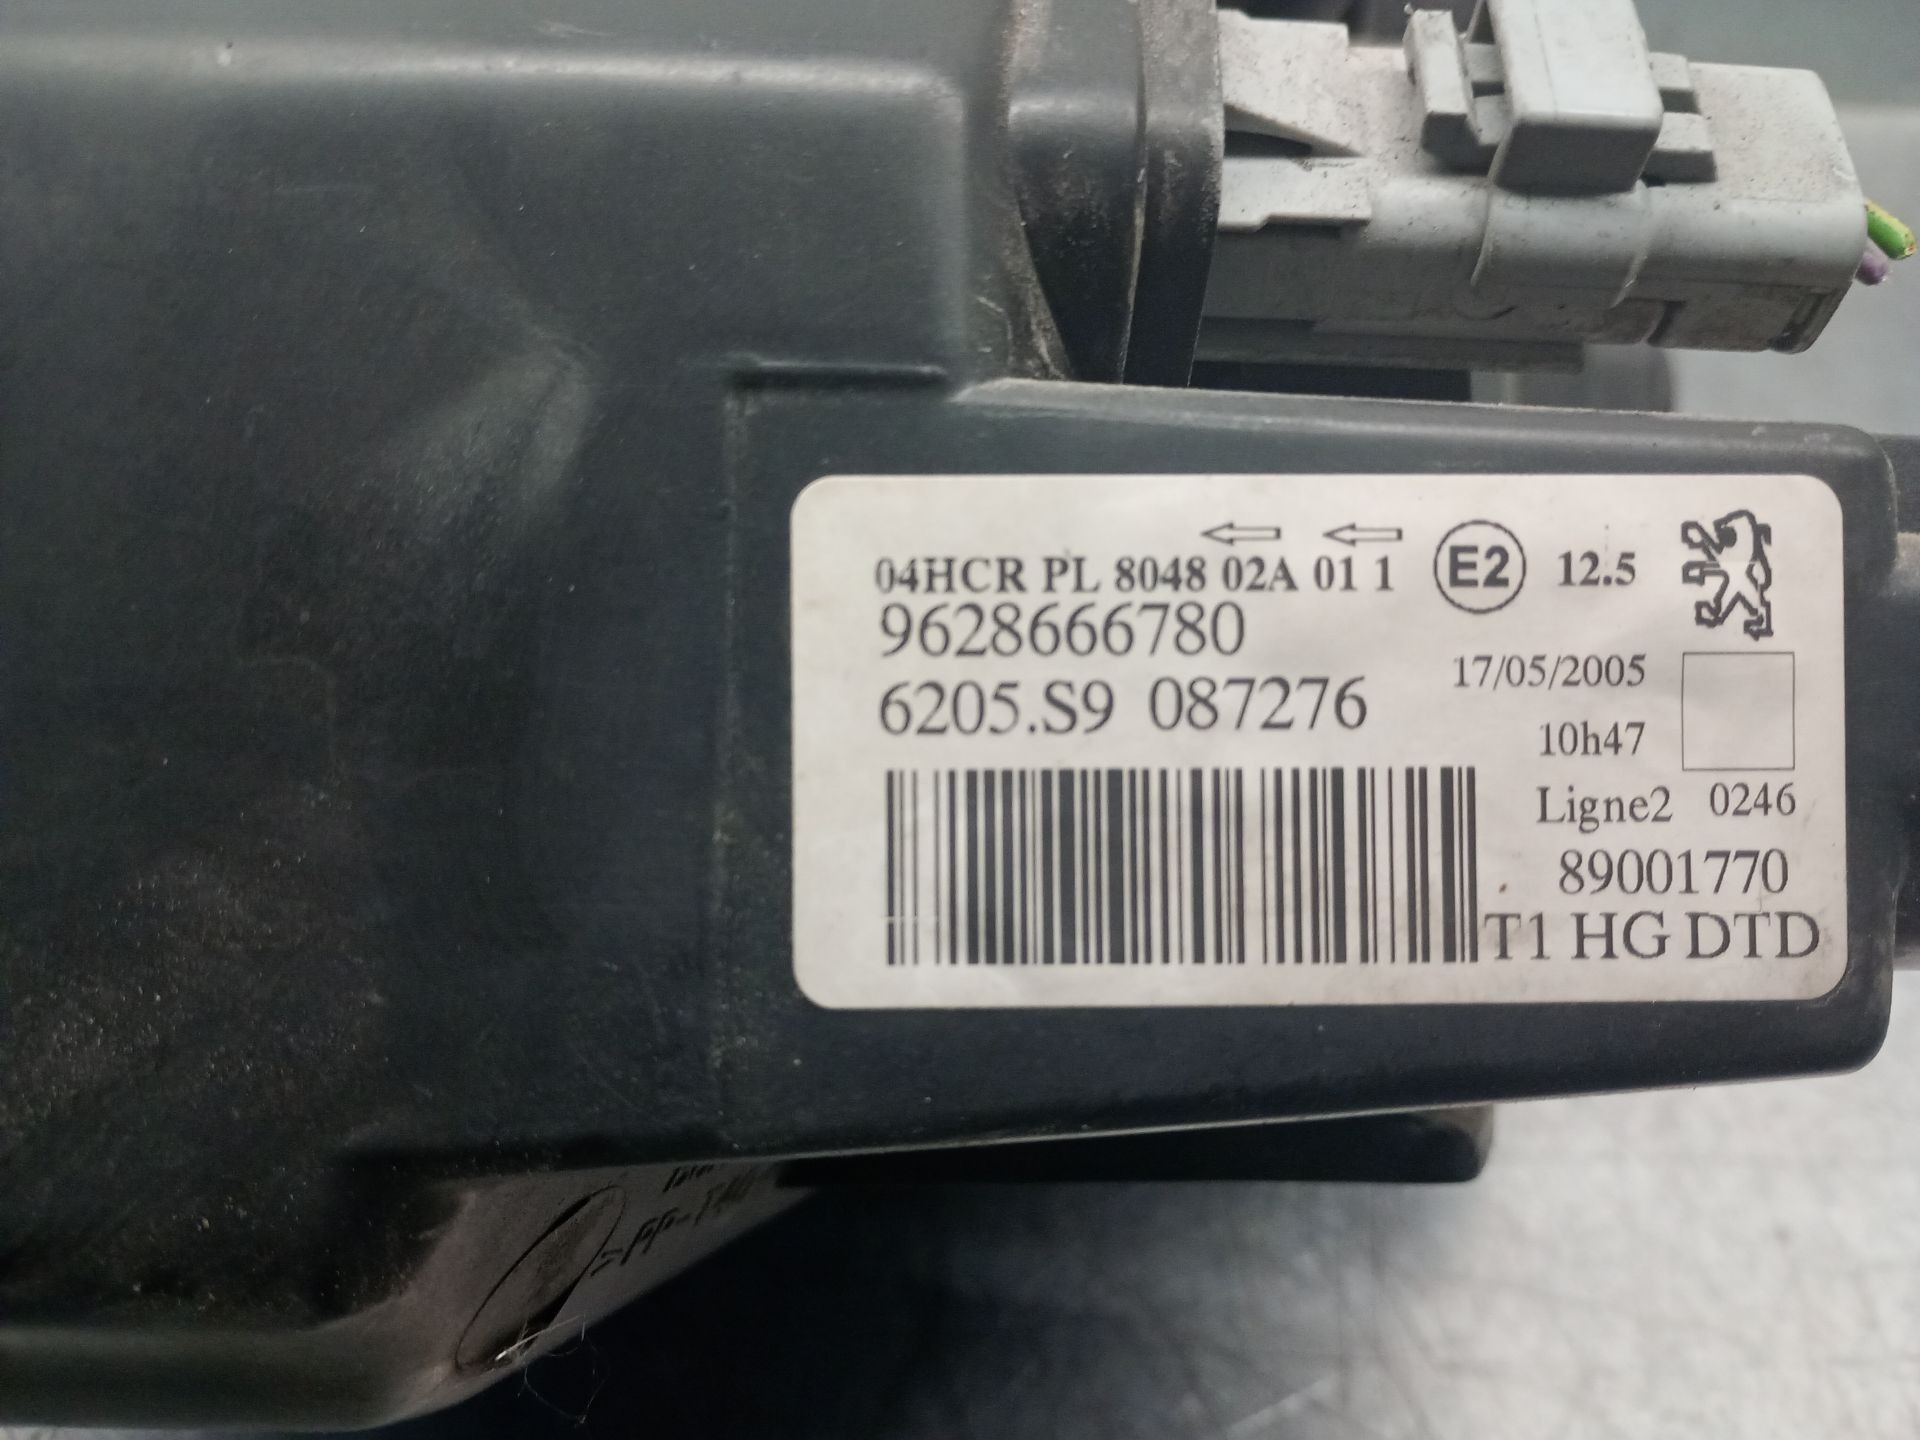 04HCR PL 8048 02A 01 1 E2 12.5
9628666780
6205.S9 087276 17/05/2005
10h47
Ligne2 0246
89001770
T1 HG DTD